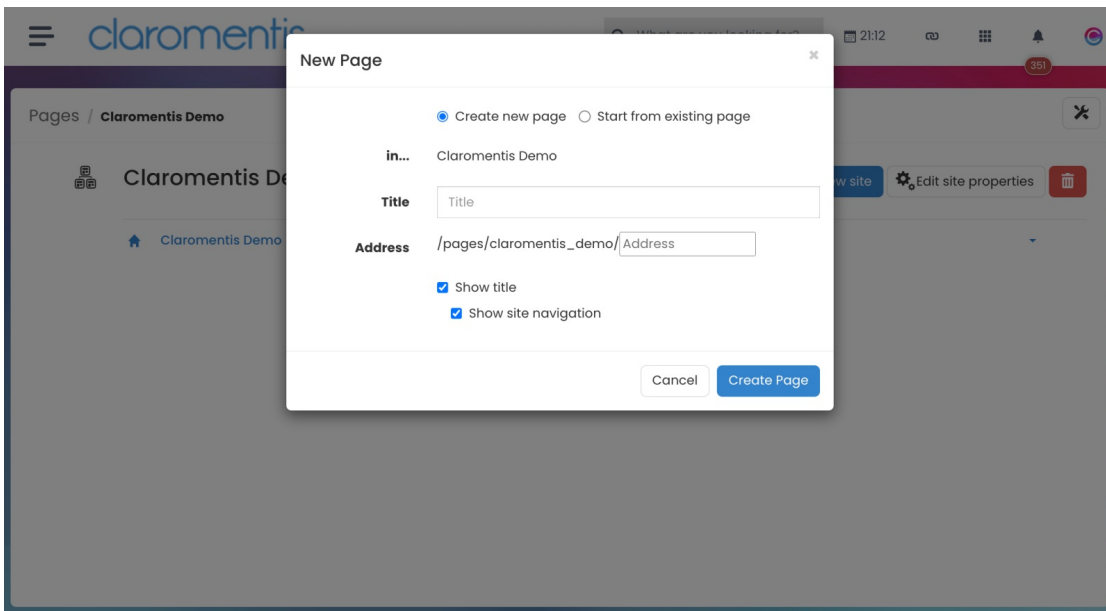 claromentis
21:12
351
Pages / Claromentis Demo
New Page
×
Create new page
Start from existing page
in...
Claromentis Demo
Title
Title
Address
/pages/claromentis_demo/
Address
Show title
Show site navigation
Cancel
Create Page
Claromentis De
w site
Edit site properties
Claromentis Demo